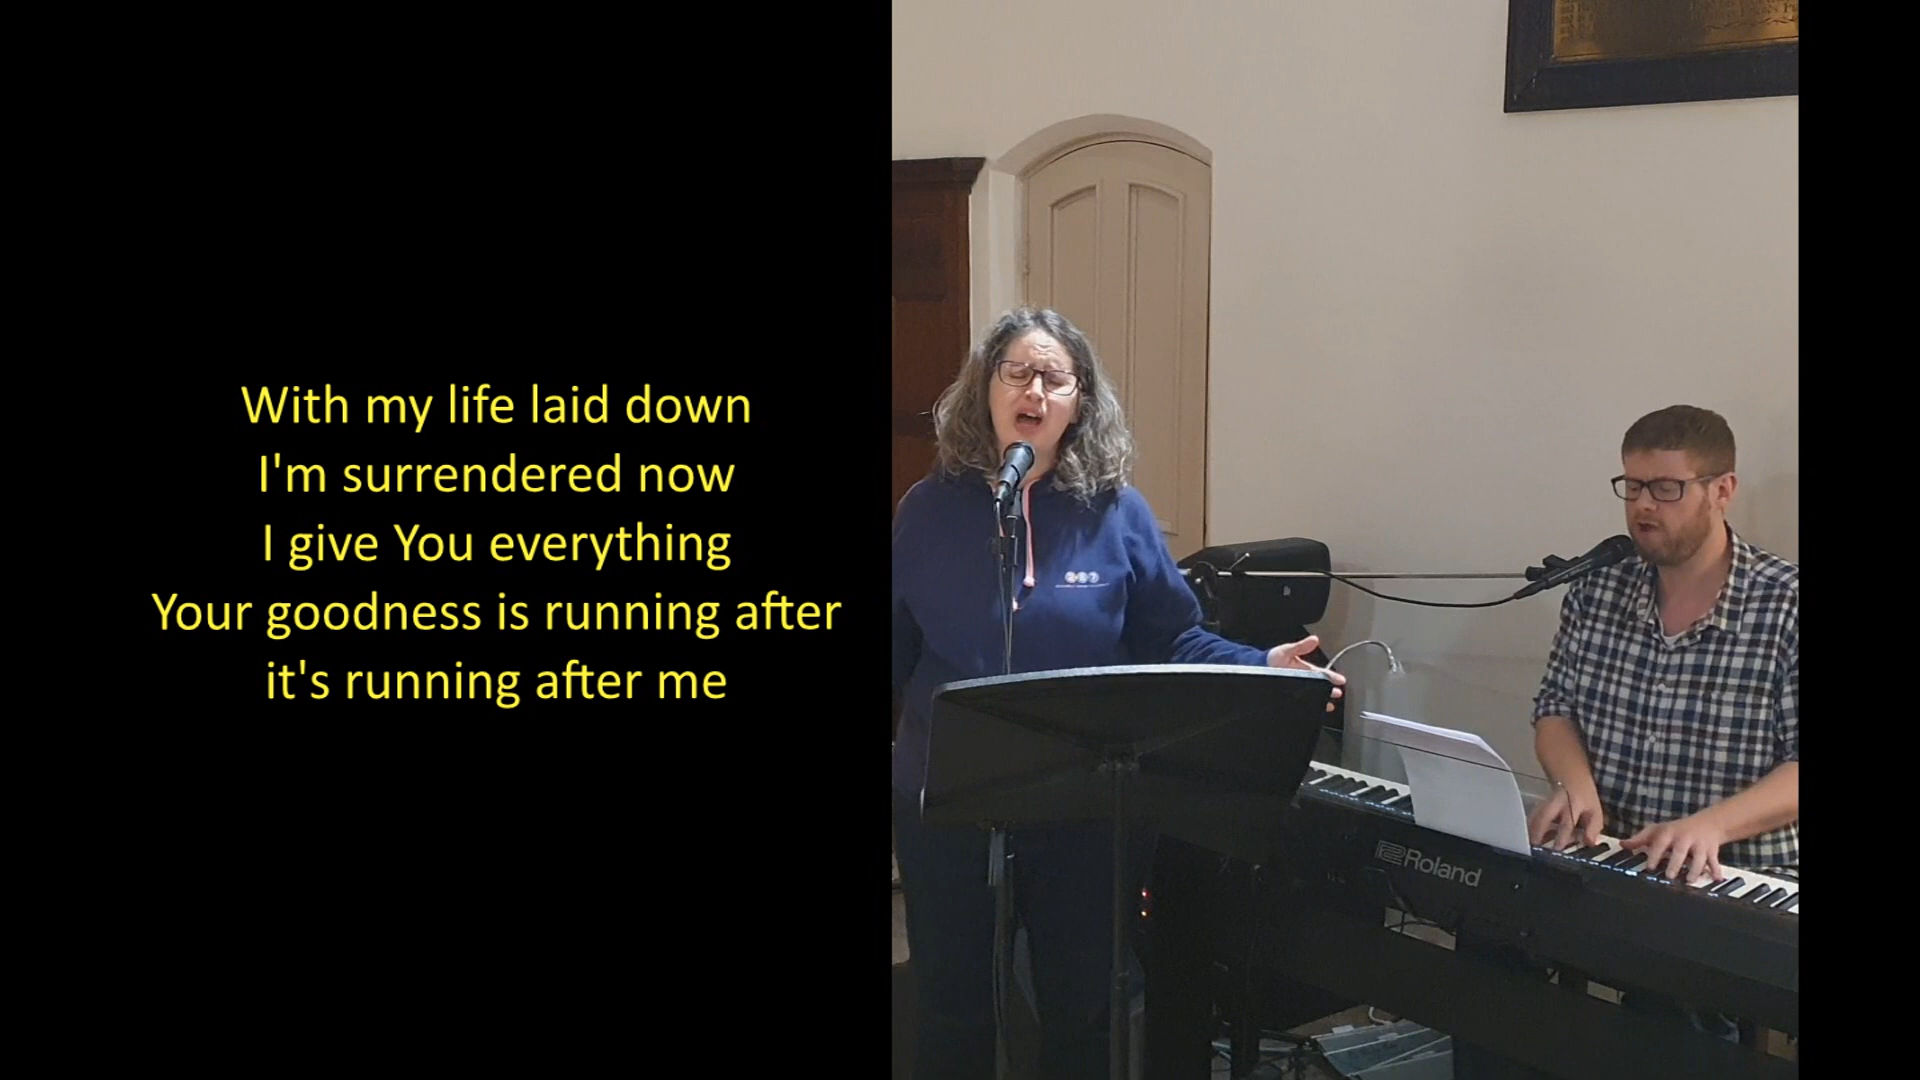 With my life laid down
I'm surrendered now
I give You everything
Your goodness is running after
it's running after me
Roland